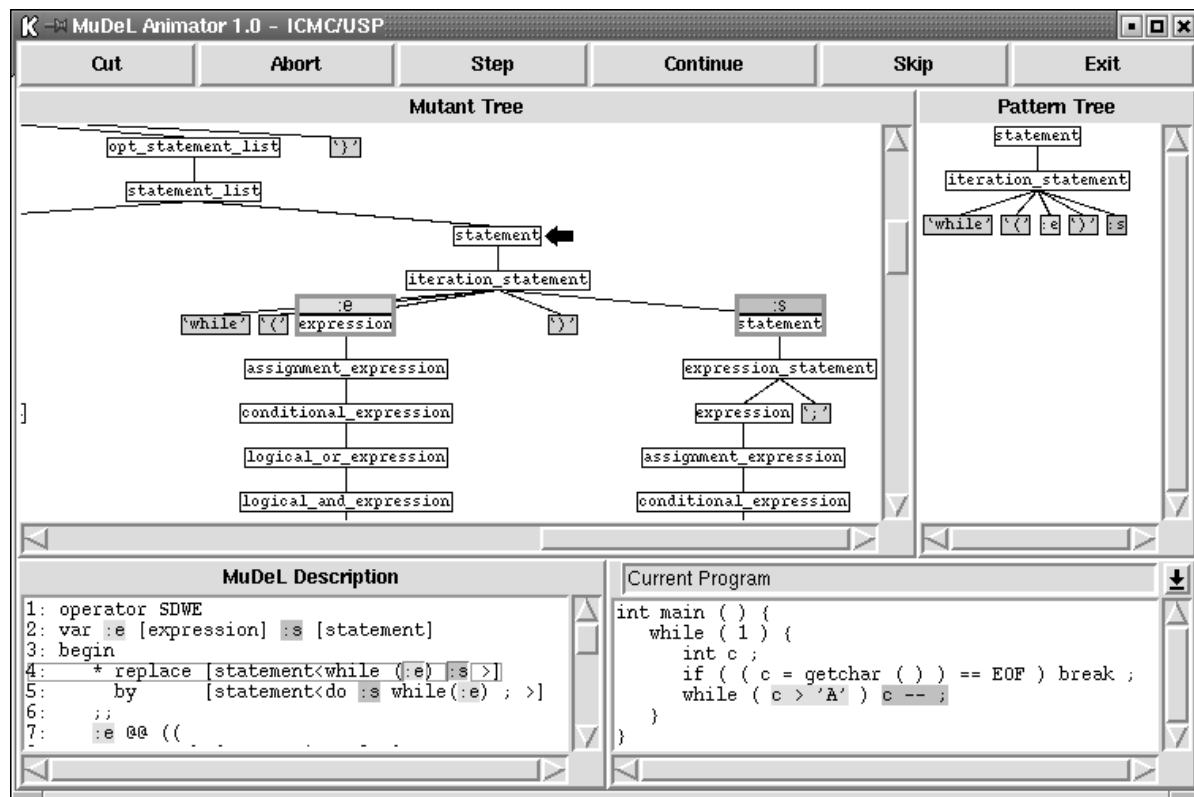 MuDeL Animator 1.0 - ICMC/USP
Cut Abort Step Continue Skip Exit
Mutant Tree
opt_statement_list '}'
statement_list
statement
iteration_statement
:e :s
'while' '(' expression ')' statement
assignment_expression expression_statement
conditional_expression expression ';'
logical_or_expression assignment_expression
logical_and_expression conditional_expression
Pattern Tree
statement
iteration_statement
'while' '(' :e ')' :s
MuDeL Description
1: operator SDWE
2: var :e [expression] :s [statement]
3: begin
4: * replace [statement<while (:e) :s >]
5: by [statement<do :s while(:e) ; >]
6: ;;
7: :e @@ ((
Current Program
int main ( ) {
while ( 1 ) {
int c ;
if ( ( c = getchar ( ) ) == EOF ) break ;
while ( c > 'A' ) c -- ;
}
}